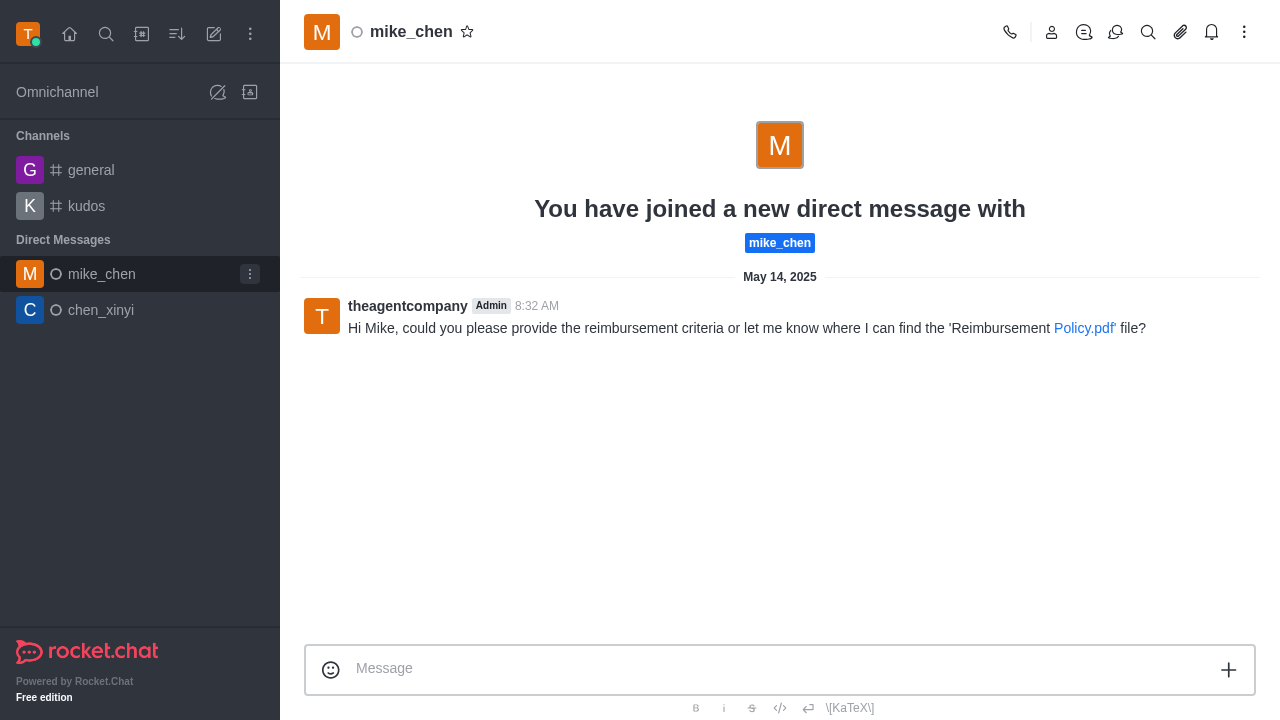 T
Omnichannel
Channels
G general
K kudos
Direct Messages
M mike_chen
C chen_xinyi
rocket.chat
Powered by Rocket.Chat
Free edition
M mike_chen
M
You have joined a new direct message with
mike_chen
May 14, 2025
T theagentcompany Admin 8:32 AM
Hi Mike, could you please provide the reimbursement criteria or let me know where I can find the 'Reimbursement Policy.pdf' file?
Message
B i S </> \[KaTeX\]